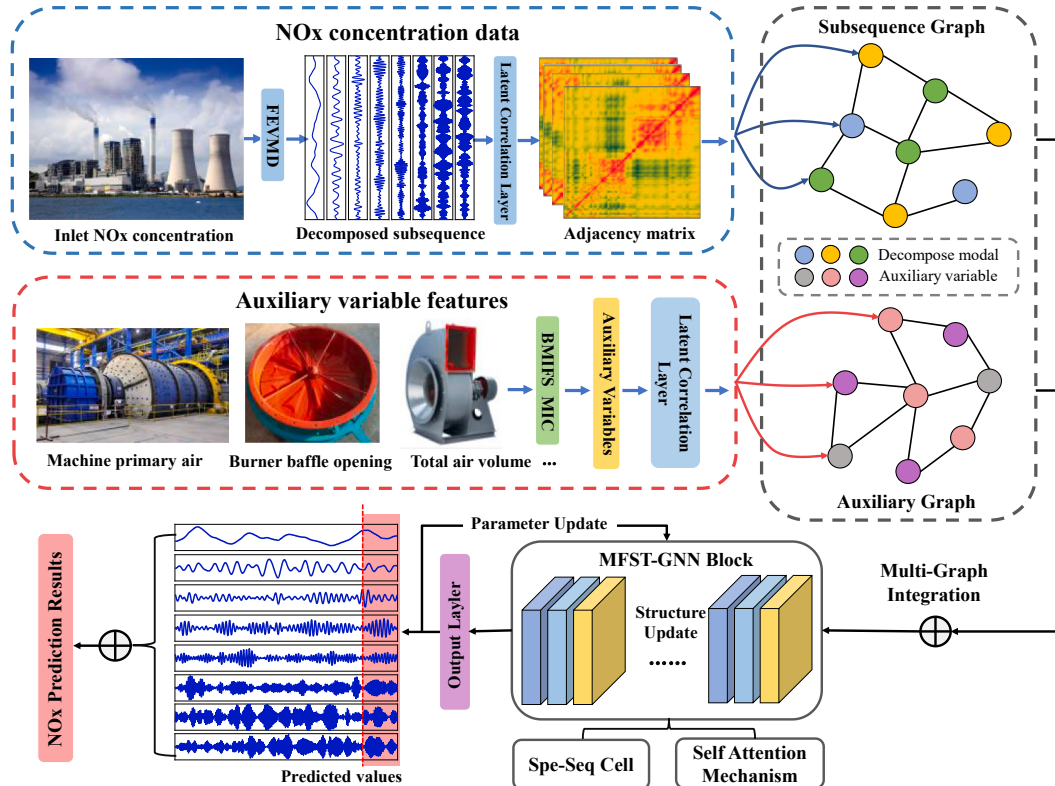 NOx concentration data
FEVMD
Latent Correlation Layer
Inlet NOx concentration
Decomposed subsequence
Adjacency matrix
Subsequence Graph
Decompose modal
Auxiliary variable
Auxiliary Graph
Auxiliary variable features
BMIFS MIC
Auxiliary Variables
Latent Correlation
Layer
Machine primary air
Burner baffle opening
Total air volume
...
NOx Prediction Results
Predicted values
Parameter Update
Output Layler
MFST-GNN Block
Structure
Update
......
Spe-Seq Cell
Self Attention
Mechanism
Multi-Graph
Integration